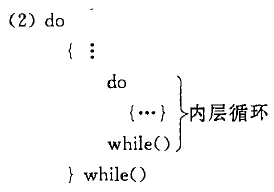 (2) do
{ ⋮
do
{…}
while()
内层循环
} while()